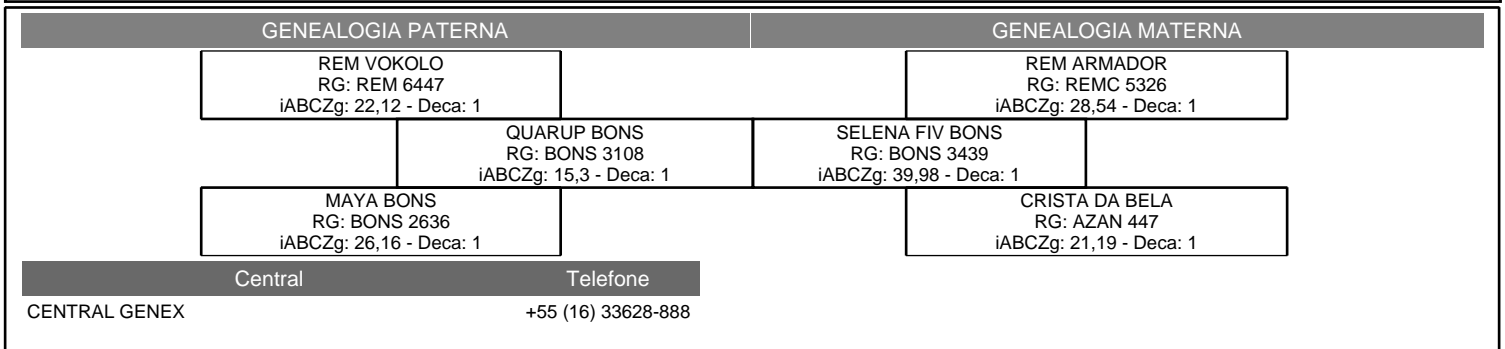 GENEALOGIA PATERNA
GENEALOGIA MATERNA
REM VOKOLO
RG: REM 6447
iABCZg: 22,12 - Deca: 1
REM ARMADOR
RG: REMC 5326
iABCZg: 28,54 - Deca: 1
QUARUP BONS
RG: BONS 3108
iABCZg: 15,3 - Deca: 1
SELENA FIV BONS
RG: BONS 3439
iABCZg: 39,98 - Deca: 1
MAYA BONS
RG: BONS 2636
iABCZg: 26,16 - Deca: 1
CRISTA DA BELA
RG: AZAN 447
iABCZg: 21,19 - Deca: 1
Central Telefone
CENTRAL GENEX +55 (16) 33628-888